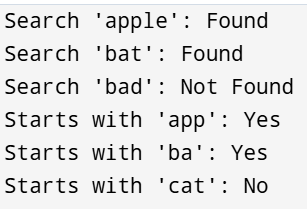 Search 'apple': Found
Search 'bat': Found
Search 'bad': Not Found
Starts with 'app': Yes
Starts with 'ba': Yes
Starts with 'cat': No